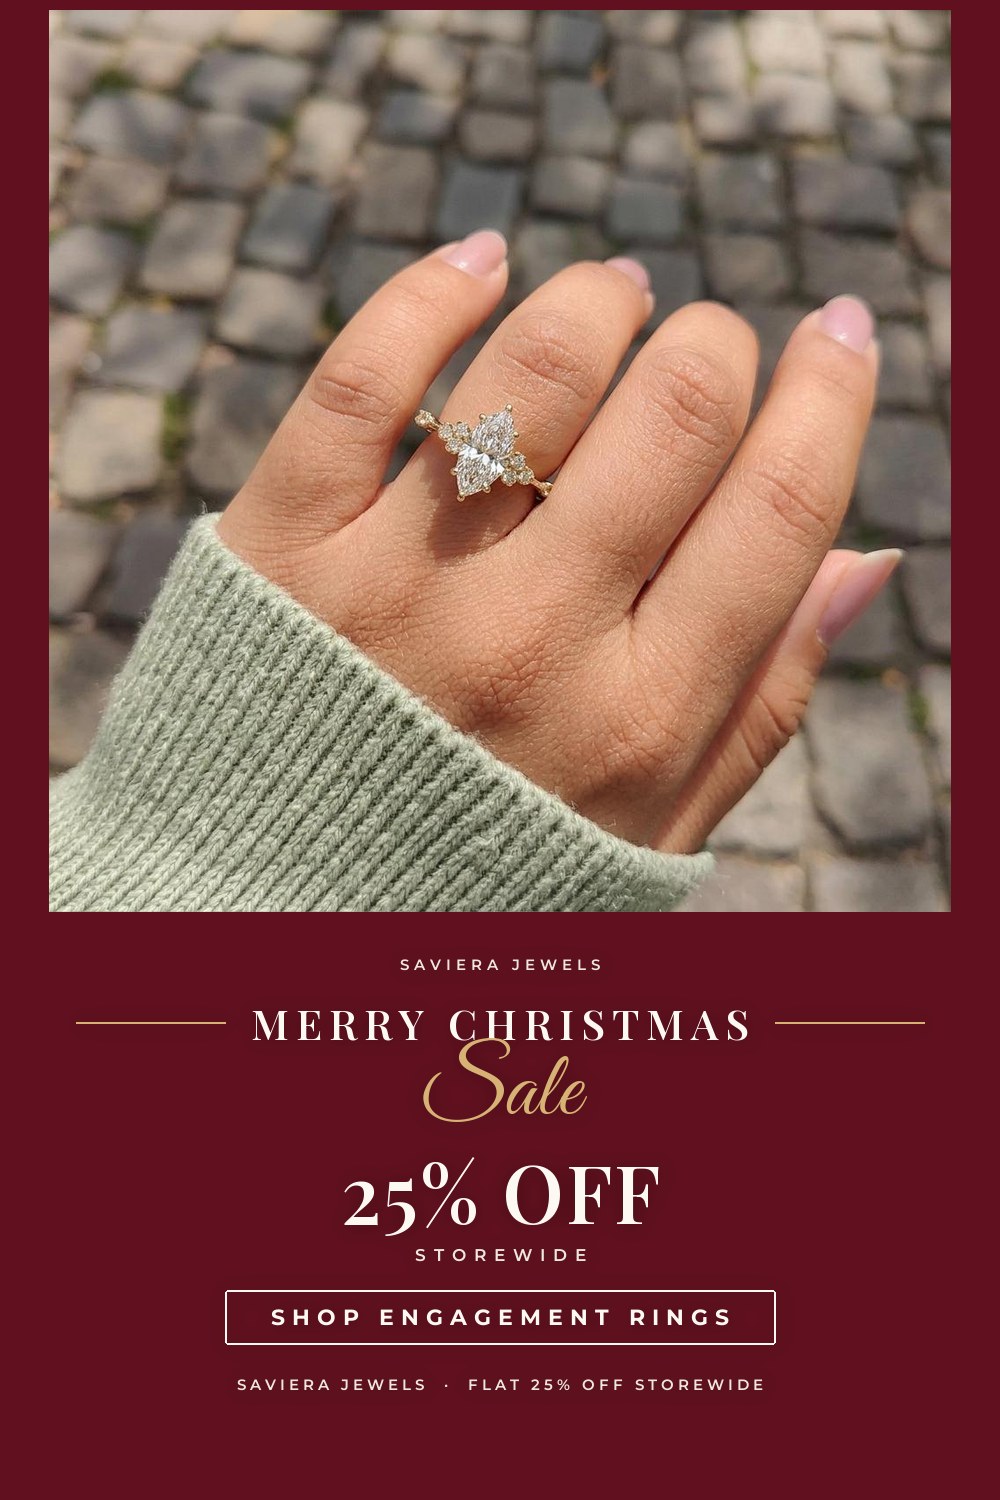 SAVIERA JEWELS
MERRY CHRISTMAS
Sale
25% OFF
STOREWIDE
SHOP ENGAGEMENT RINGS
SAVIERA JEWELS · FLAT 25% OFF STOREWIDE